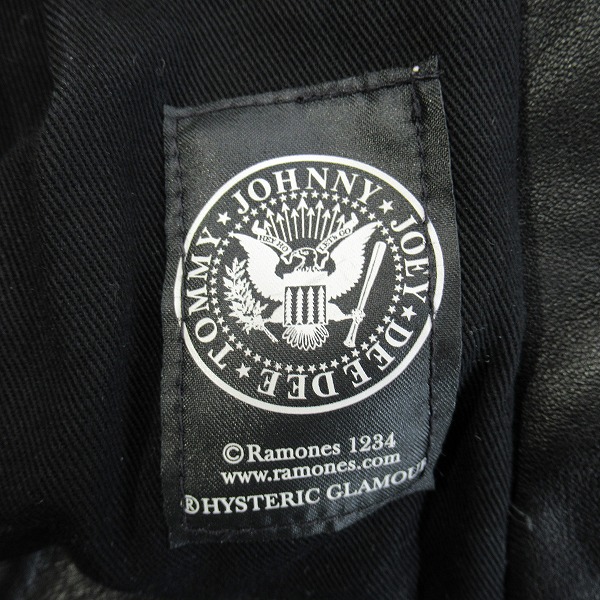 JOHNNY • JOEY • DEE DEE • TOMMY •
HEY HO LET'S GO
©Ramones 1234
www.ramones.com
®HYSTERIC GLAMOUR